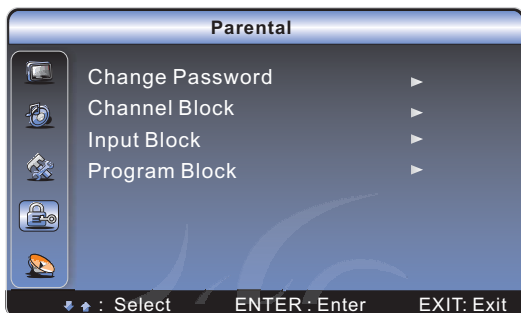 Parental
Change Password
Channel Block
Input Block
Program Block
: Select ENTER : Enter EXIT: Exit